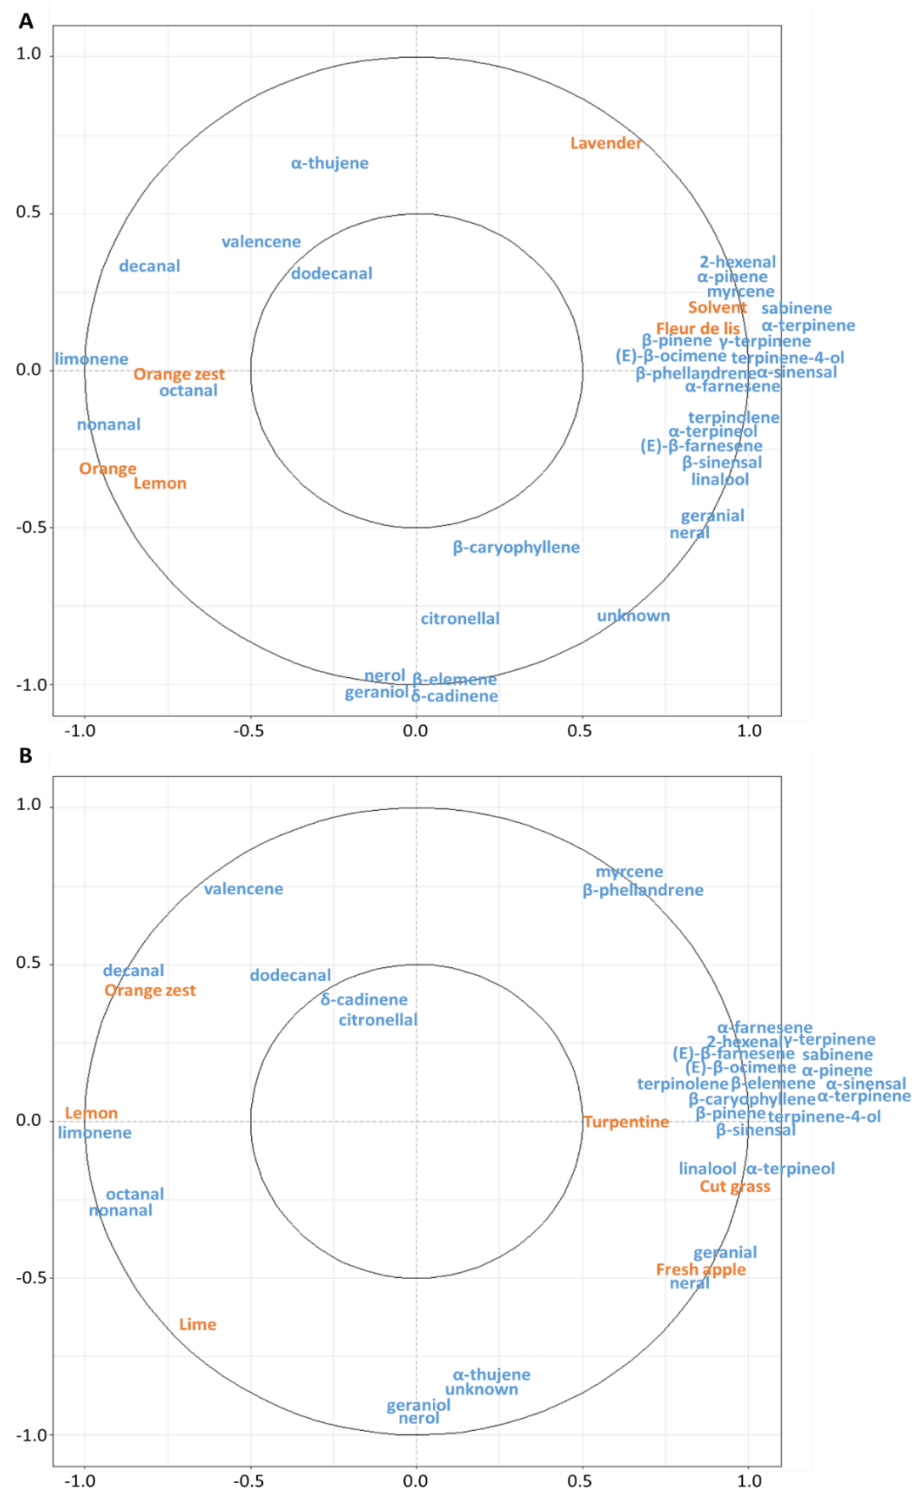 A
1.0
Lavender
α-thujene
0.5
valencene
decanal
dodecanal
2-hexenal
α-pinene
myrcene
Solvent sabinene
Fleur de lis α-terpinene
β-pinene γ-terpinene
limonene (E)-β-ocimene terpinene-4-ol
0.0
Orange zest β-phellandrene α-sinensal
octanal α-farnesene
nonanal terpinolene
α-terpineol
(E)-β-farnesene
Orange β-sinensal
Lemon linalool
geranial
-0.5
neral
β-caryophyllene
citronellal unknown
nerol β-elemene
-1.0
geraniol δ-cadinene
-1.0 -0.5 0.0 0.5 1.0
B
1.0
myrcene
valencene β-phellandrene
0.5
decanal dodecanal
Orange zest
δ-cadinene
citronellal
α-farnesene
2-hexenal γ-terpinene
(E)-β-farnesene sabinene
(E)-β-ocimene α-pinene
terpinolene β-elemene α-sinensal
β-caryophyllene α-terpinene
Lemon β-pinene terpinene-4-ol
0.0 Turpentine
limonene β-sinensal
linalool α-terpineol
Cut grass
octanal
nonanal
geranial
Fresh apple
-0.5
neral
Lime
α-thujene
unknown
geraniol
nerol
-1.0
-1.0 -0.5 0.0 0.5 1.0